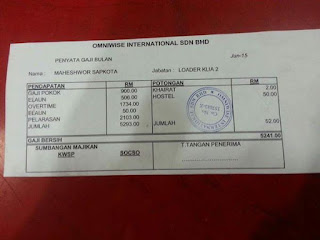 OMNIWISE INTERNATIONAL SDN BHD
PENYATA GAJI BULAN Jun-15
Nama : MAHESHWOR SAPKOTA Jabatan : LOADER KLIA 2
PENDAPATAN RM POTONGAN RM
GAJI POKOK 900.00 KHAIRAT 2.00
ELAUN 506.00 HOSTEL 50.00
OVERTIME 1734.00
ELAUN 50.00
PELARASAN 2103.00
JUMLAH 5293.00 JUMLAH 52.00
GAJI BERSIH 5241.00
SUMBANGAN MAJIKAN T.TANGAN PENERIMA
KWSP SOCSO